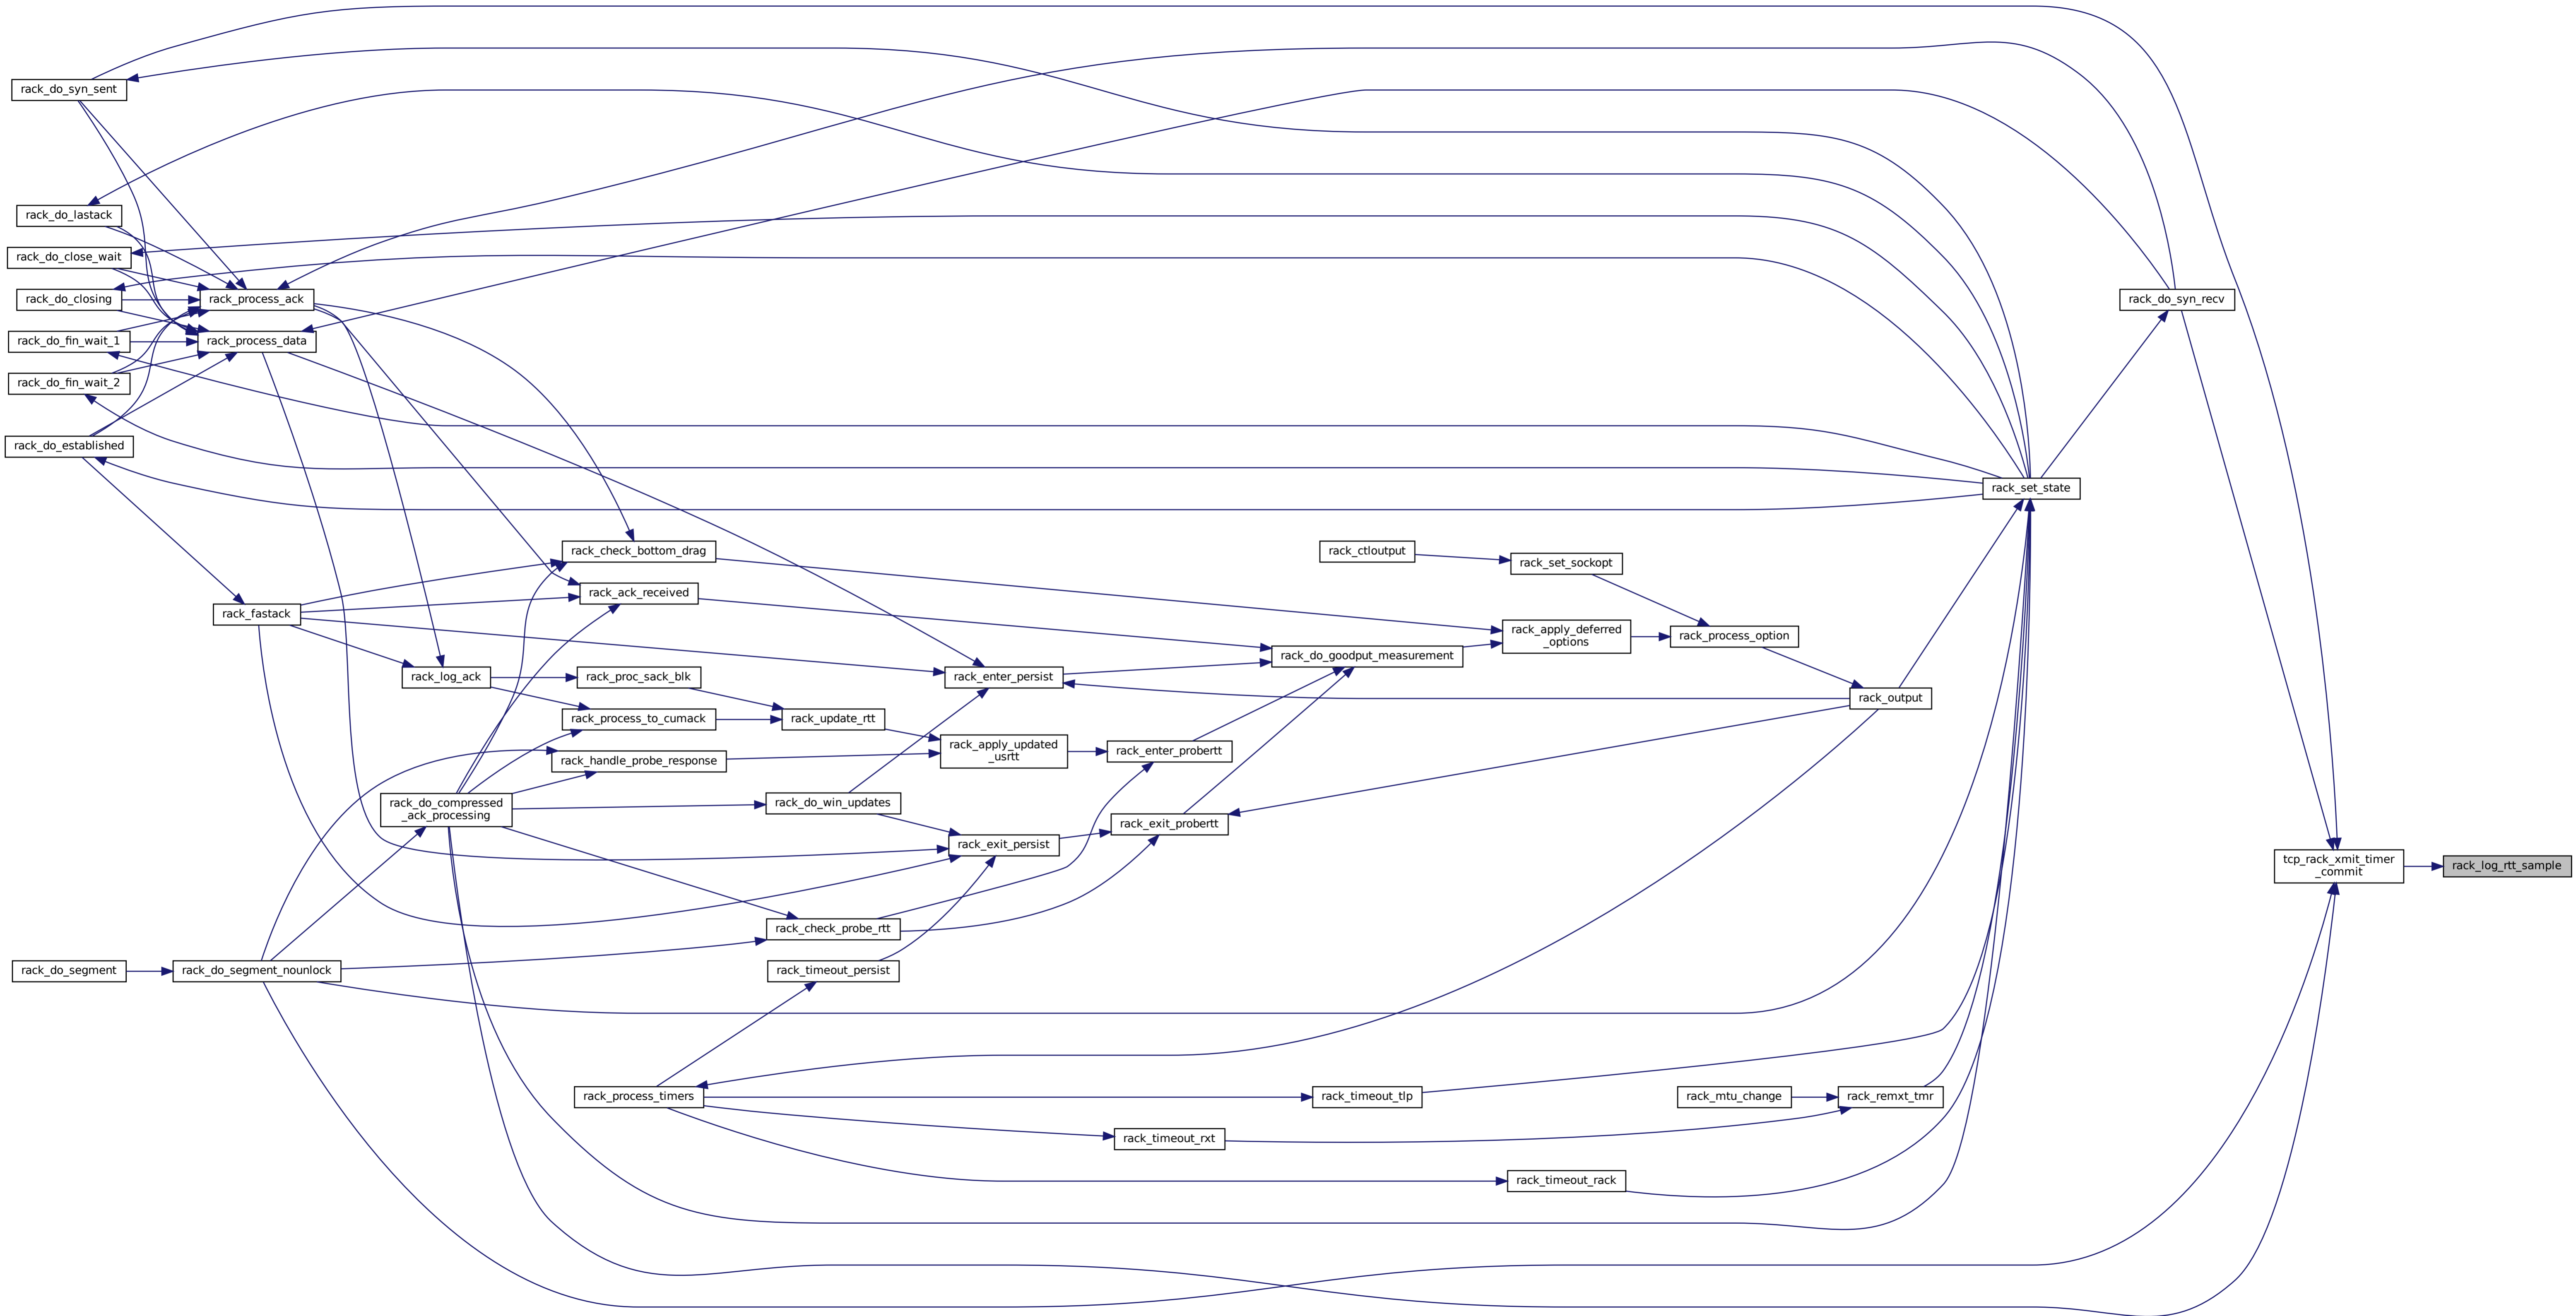 rack_do_syn_sent
rack_do_lastack
rack_do_close_wait
rack_do_closing
rack_process_ack
rack_do_syn_recv
rack_do_fin_wait_1
rack_process_data
rack_do_fin_wait_2
rack_do_established
rack_set_state
rack_check_bottom_drag
rack_ctloutput
rack_set_sockopt
rack_ack_received
rack_fastack
rack_apply_deferred
_options
rack_process_option
rack_do_goodput_measurement
rack_log_ack
rack_proc_sack_blk
rack_enter_persist
rack_output
rack_process_to_cumack
rack_update_rtt
rack_apply_updated
_usrtt
rack_enter_probertt
rack_handle_probe_response
rack_do_compressed
_ack_processing
rack_do_win_updates
rack_exit_probertt
rack_exit_persist
tcp_rack_xmit_timer
_commit
rack_log_rtt_sample
rack_check_probe_rtt
rack_do_segment
rack_do_segment_nounlock
rack_timeout_persist
rack_process_timers
rack_timeout_tlp
rack_mtu_change
rack_remxt_tmr
rack_timeout_rxt
rack_timeout_rack